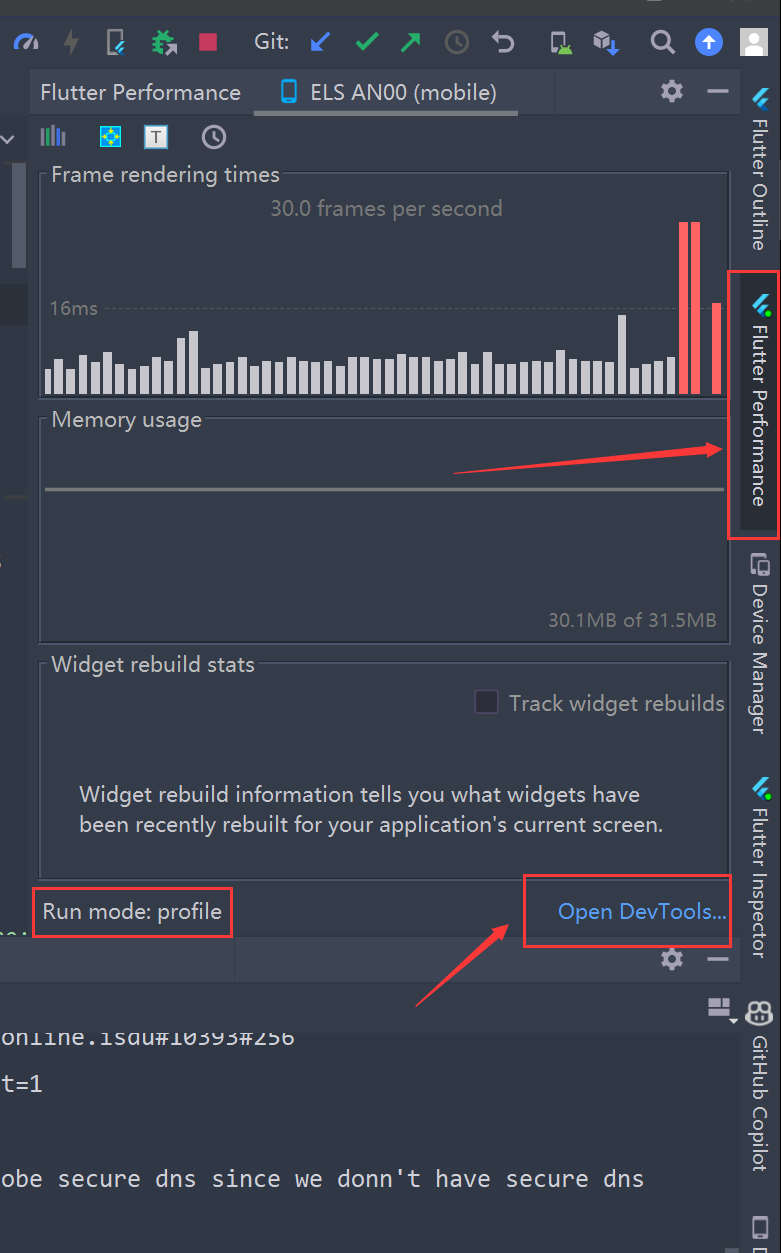 Git:
Flutter Performance
ELS AN00 (mobile)
T
Frame rendering times
30.0 frames per second
16ms
Memory usage
30.1MB of 31.5MB
Widget rebuild stats
Track widget rebuilds
Widget rebuild information tells you what widgets have
been recently rebuilt for your application's current screen.
Run mode: profile
Open DevTools...
online.isdu#10393#256
t=1
obe secure dns since we donn't have secure dns
Flutter Outline
Flutter Performance
Device Manager
Flutter Inspector
GitHub Copilot